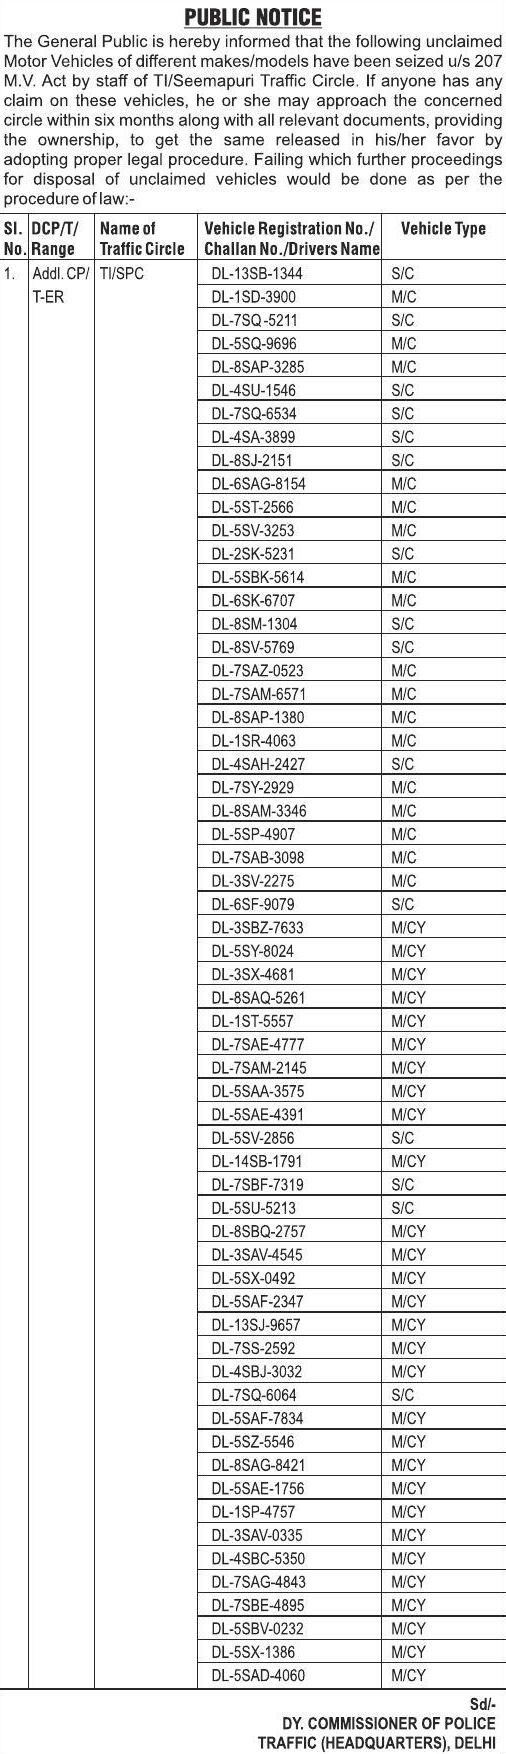 PUBLIC NOTICE
The General Public is hereby informed that the following unclaimed
Motor Vehicles of different makes/models have been seized u/s 207
M.V. Act by staff of TI/Seemapuri Traffic Circle. If anyone has any
claim on these vehicles, he or she may approach the concerned
circle within six months along with all relevant documents, providing
the ownership, to get the same released in his/her favor by
adopting proper legal procedure. Failing which further proceedings
for disposal of unclaimed vehicles would be done as per the
procedure of law:-
Sl. DCP/T/ Name of Vehicle Registration No./ Vehicle Type
No. Range Traffic Circle Challan No./Drivers Name
1. Addl. CP/ TI/SPC DL-13SB-1344 S/C
T-ER DL-1SD-3900 M/C
DL-7SQ-5211 S/C
DL-5SQ-9696 M/C
DL-8SAP-3285 M/C
DL-4SU-1546 S/C
DL-7SQ-6534 S/C
DL-4SA-3899 S/C
DL-8SJ-2151 S/C
DL-6SAG-8154 M/C
DL-5ST-2566 M/C
DL-5SV-3253 M/C
DL-2SK-5231 S/C
DL-5SBK-5614 M/C
DL-6SK-6707 M/C
DL-8SM-1304 S/C
DL-8SV-5769 S/C
DL-7SAZ-0523 M/C
DL-7SAM-6571 M/C
DL-8SAP-1380 M/C
DL-1SR-4063 M/C
DL-4SAH-2427 S/C
DL-7SY-2929 M/C
DL-8SAM-3346 M/C
DL-5SP-4907 M/C
DL-7SAB-3098 M/C
DL-3SV-2275 M/C
DL-6SF-9079 S/C
DL-3SBZ-7633 M/CY
DL-5SY-8024 M/CY
DL-3SX-4681 M/CY
DL-8SAQ-5261 M/CY
DL-1ST-5557 M/CY
DL-7SAE-4777 M/CY
DL-7SAM-2145 M/CY
DL-5SAA-3575 M/CY
DL-5SAE-4391 M/CY
DL-5SV-2856 S/C
DL-14SB-1791 M/CY
DL-7SBF-7319 S/C
DL-5SU-5213 S/C
DL-8SBQ-2757 M/CY
DL-3SAV-4545 M/CY
DL-5SX-0492 M/CY
DL-5SAF-2347 M/CY
DL-13SJ-9657 M/CY
DL-7SS-2592 M/CY
DL-4SBJ-3032 M/CY
DL-7SQ-6064 S/C
DL-5SAF-7834 M/CY
DL-5SZ-5546 M/CY
DL-8SAG-8421 M/CY
DL-5SAE-1756 M/CY
DL-1SP-4757 M/CY
DL-3SAV-0335 M/CY
DL-4SBC-5350 M/CY
DL-7SAG-4843 M/CY
DL-7SBE-4895 M/CY
DL-5SBV-0232 M/CY
DL-5SX-1386 M/CY
DL-5SAD-4060 M/CY
Sd/-
DY. COMMISSIONER OF POLICE
TRAFFIC (HEADQUARTERS), DELHI